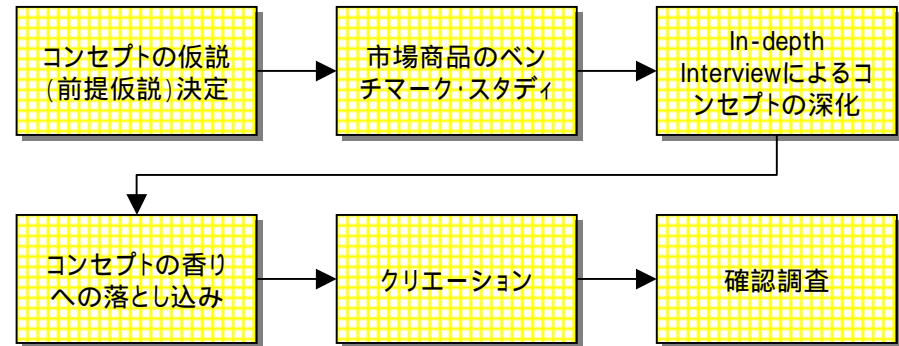 コンセプトの仮説
(前提仮説)決定
市場商品のベン
チマーク・スタディ
In-depth
Interviewによるコ
ンセプトの深化
コンセプトの香り
への落とし込み
クリエーション
確認調査